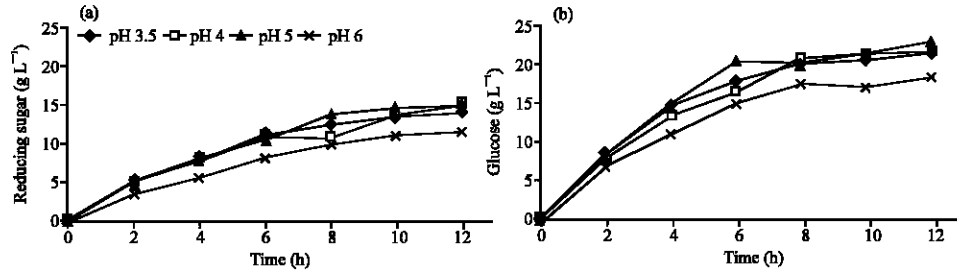 (a)
pH 3.5 pH 4 pH 5 pH 6
Reducing sugar (g L⁻¹)
25
20
15
10
5
0
0 2 4 6 8 10 12
Time (h)
(b)
Glucose (g L⁻¹)
25
20
15
10
5
0
0 2 4 6 8 10 12
Time (h)